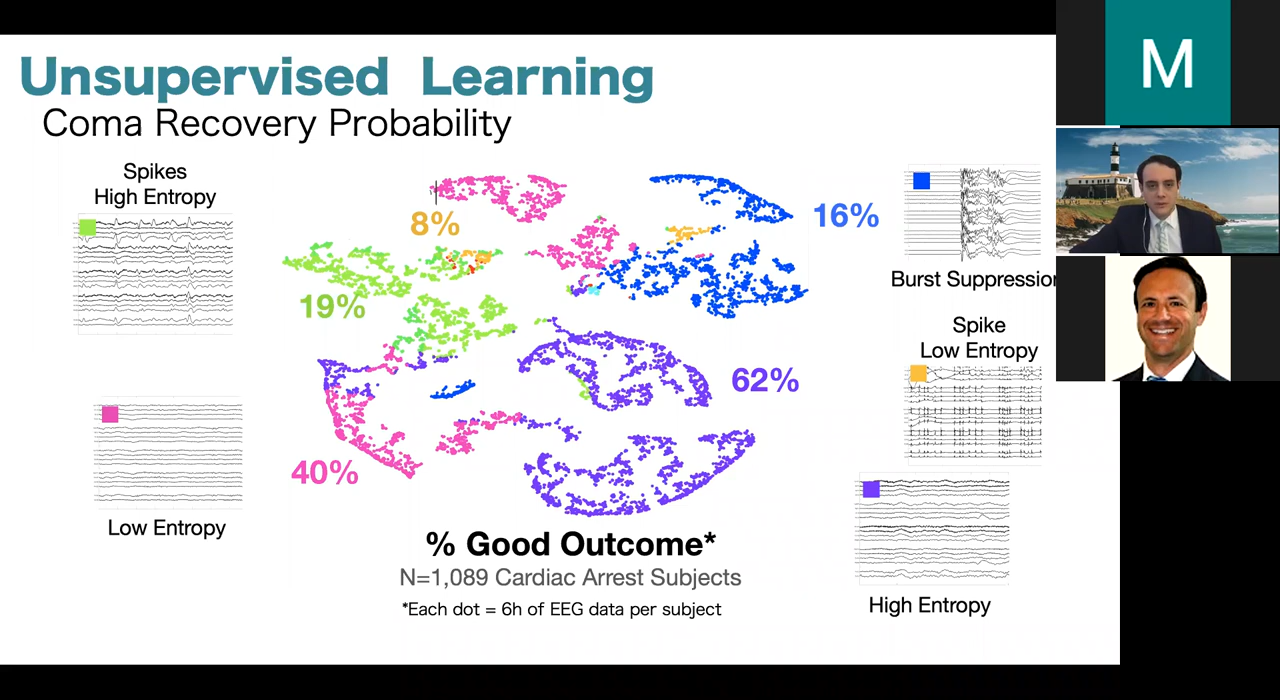 Unsupervised Learning
Coma Recovery Probability
Spikes
High Entropy
8%
16%
19%
Burst Suppression
Spike
Low Entropy
62%
40%
Low Entropy
% Good Outcome*
N=1,089 Cardiac Arrest Subjects
*Each dot = 6h of EEG data per subject
High Entropy
M